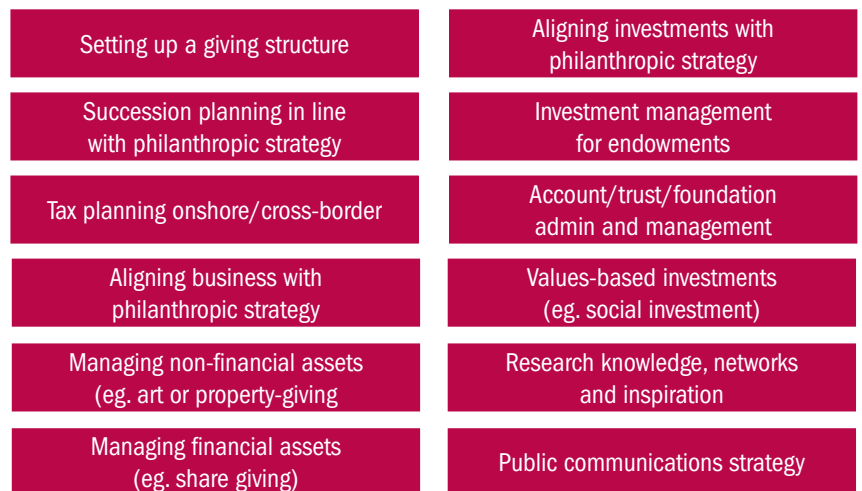 Setting up a giving structure
Aligning investments with
philanthropic strategy
Succession planning in line
with philanthropic strategy
Investment management
for endowments
Tax planning onshore/cross-border
Account/trust/foundation
admin and management
Aligning business with
philanthropic strategy
Values-based investments
(eg. social investment)
Managing non-financial assets
(eg. art or property-giving
Research knowledge, networks
and inspiration
Managing financial assets
(eg. share giving)
Public communications strategy